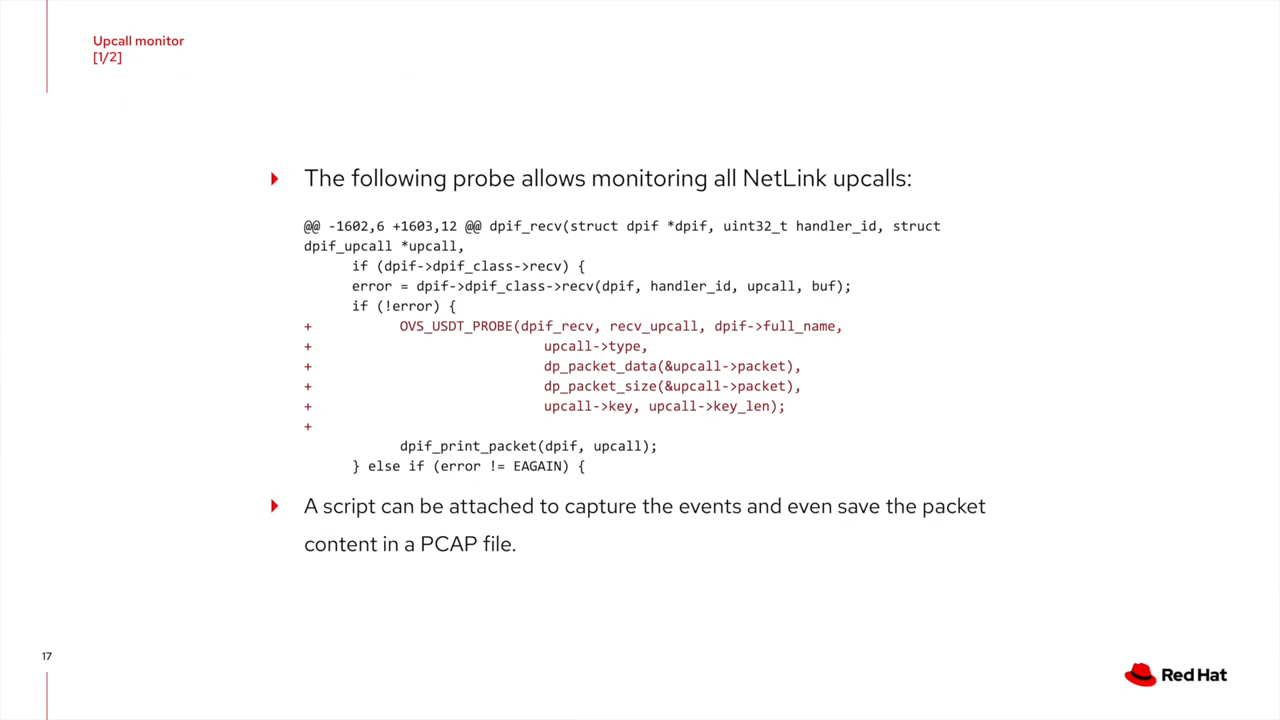 Upcall monitor
[1/2]
The following probe allows monitoring all NetLink upcalls:
@@ -1602,6 +1603,12 @@ dpif_recv(struct dpif *dpif, uint32_t handler_id, struct
dpif_upcall *upcall,
      if (dpif->dpif_class->recv) {
      error = dpif->dpif_class->recv(dpif, handler_id, upcall, buf);
      if (!error) {
+           OVS_USDT_PROBE(dpif_recv, recv_upcall, dpif->full_name,
+                             upcall->type,
+                             dp_packet_data(&upcall->packet),
+                             dp_packet_size(&upcall->packet),
+                             upcall->key, upcall->key_len);
+
            dpif_print_packet(dpif, upcall);
      } else if (error != EAGAIN) {
A script can be attached to capture the events and even save the packet
content in a PCAP file.
17
Red Hat